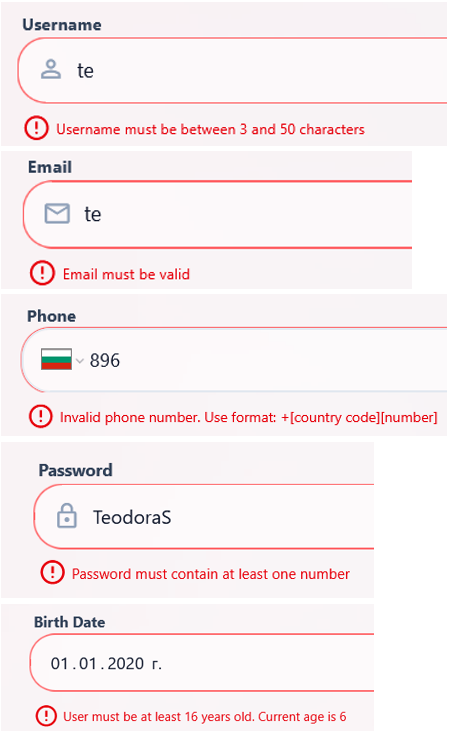 Username
te
Username must be between 3 and 50 characters
Email
te
Email must be valid
Phone
896
Invalid phone number. Use format: +[country code][number]
Password
TeodoraS
Password must contain at least one number
Birth Date
01.01.2020 г.
User must be at least 16 years old. Current age is 6